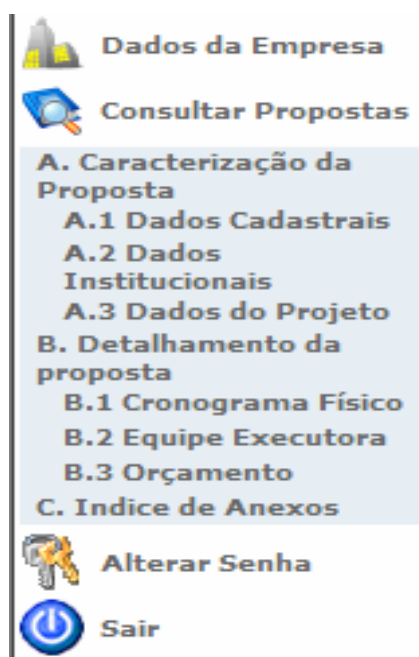 Dados da Empresa
Consultar Propostas
A. Caracterização da
Proposta
A.1 Dados Cadastrais
A.2 Dados
Institucionais
A.3 Dados do Projeto
B. Detalhamento da
proposta
B.1 Cronograma Físico
B.2 Equipe Executora
B.3 Orçamento
C. Indice de Anexos
Alterar Senha
Sair